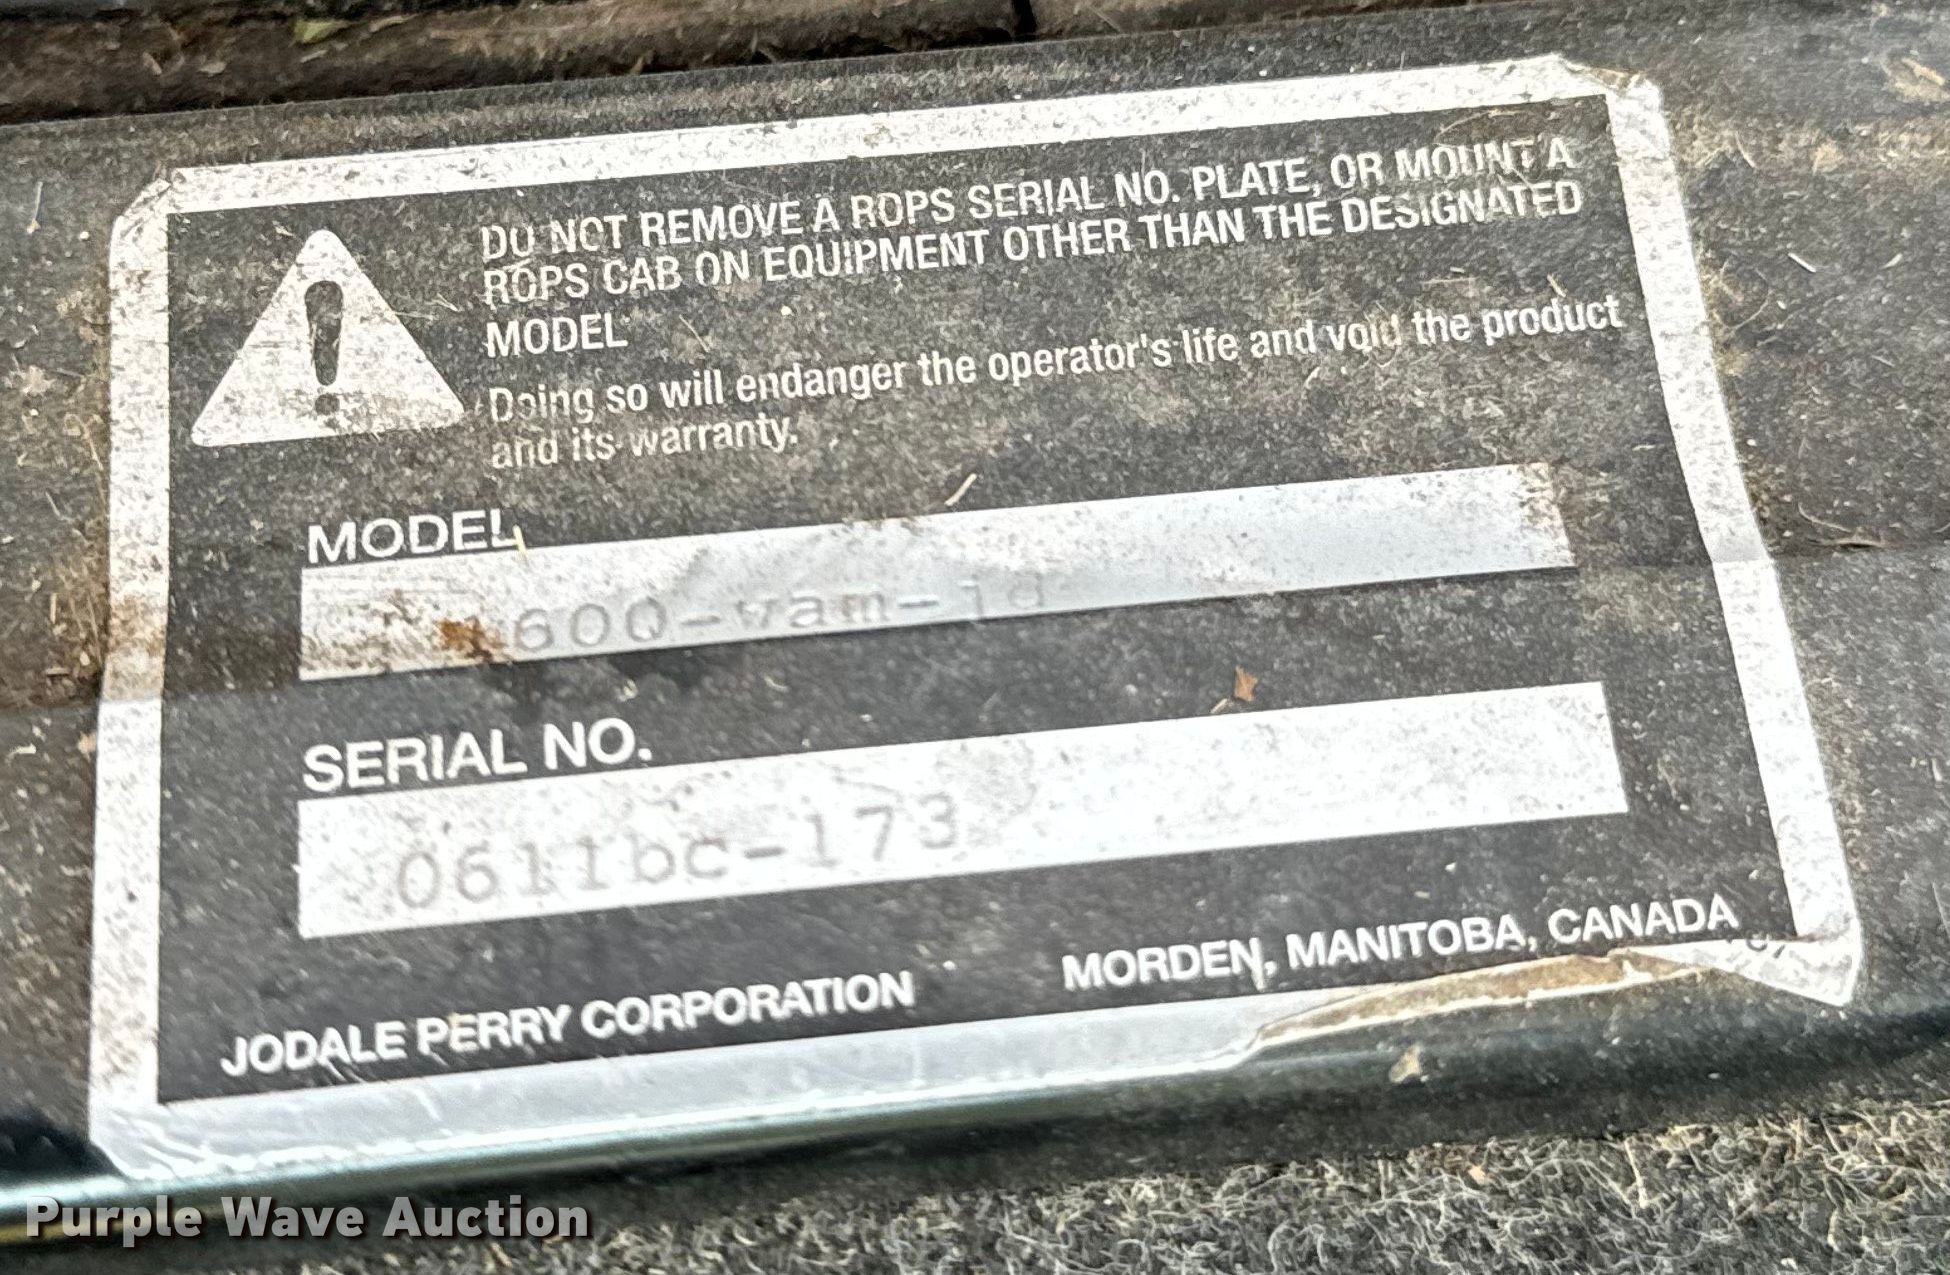 DO NOT REMOVE A ROPS SERIAL NO. PLATE, OR MOUNT A
ROPS CAB ON EQUIPMENT OTHER THAN THE DESIGNATED
MODEL
Doing so will endanger the operator's life and void the product
and its warranty.
MODEL
SERIAL NO.
0611bc-173
JODALE PERRY CORPORATION MORDEN, MANITOBA, CANADA
Purple Wave Auction